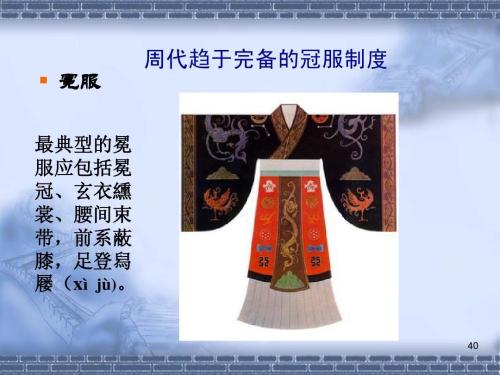 周代趋于完备的冠服制度
冕服
最典型的冕
服应包括冕
冠、玄衣纁
裳、腰间束
带，前系蔽
膝，足登舄
屦（xì jù)。
40